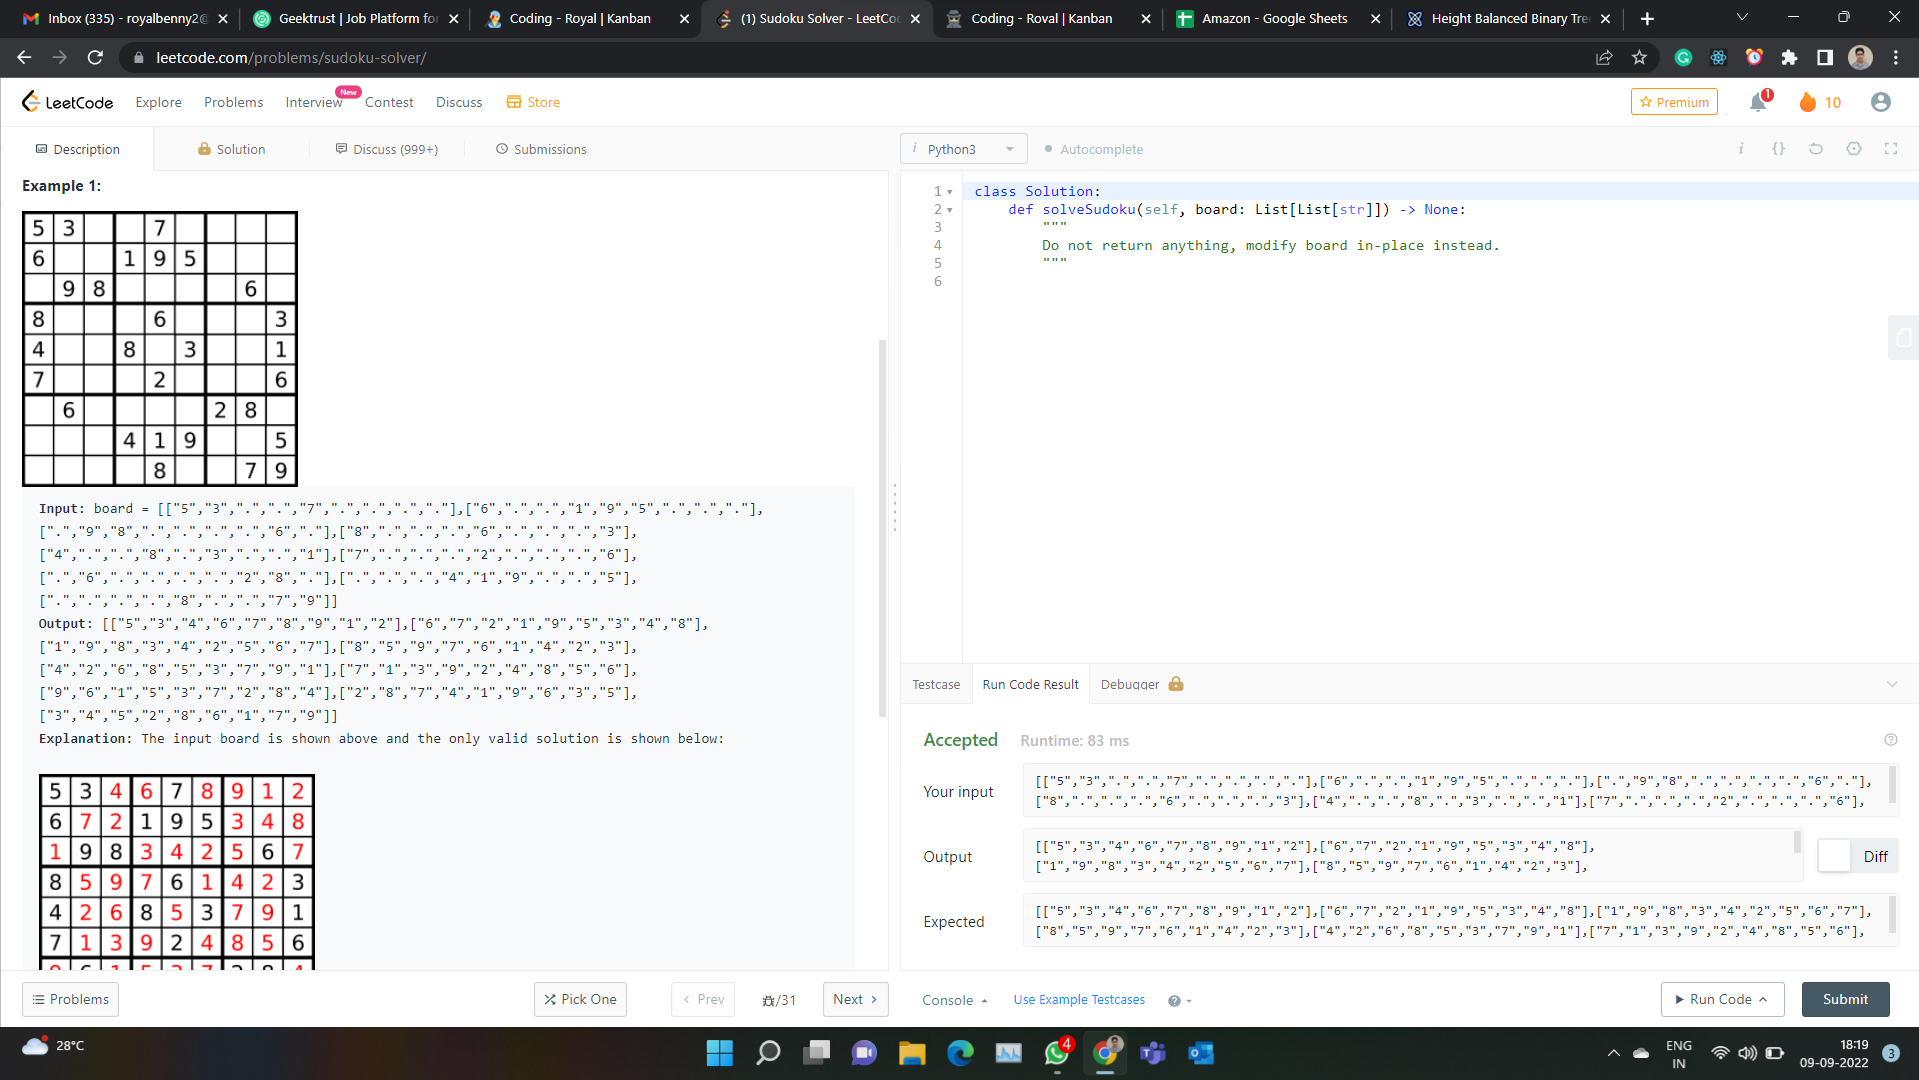 Inbox (335) - royalbenny2@
Geektrust | Job Platform for
Coding - Royal | Kanban
(1) Sudoku Solver - LeetCo
Coding - Royal | Kanban
Amazon - Google Sheets
Height Balanced Binary Tre
leetcode.com/problems/sudoku-solver/
LeetCode Explore Problems Interview New Contest Discuss Store
Premium 1 10
Description Solution Discuss (999+) Submissions
i Python3 Autocomplete i {}
Example 1:
5 3 7
6 1 9 5
9 8 6
8 6 3
4 8 3 1
7 2 6
6 2 8
4 1 9 5
8 7 9
Input: board = [["5","3",".",".","7",".",".",".","."],["6",".",".","1","9","5",".",".","."],
[".","9","8",".",".",".",".","6","."],["8",".",".",".","6",".",".",".","3"],
["4",".",".","8",".","3",".",".","1"],["7",".",".",".","2",".",".",".","6"],
[".","6",".",".",".",".","2","8","."],[".",".",".","4","1","9",".",".","5"],
[".",".",".",".","8",".",".","7","9"]]
Output: [["5","3","4","6","7","8","9","1","2"],["6","7","2","1","9","5","3","4","8"],
["1","9","8","3","4","2","5","6","7"],["8","5","9","7","6","1","4","2","3"],
["4","2","6","8","5","3","7","9","1"],["7","1","3","9","2","4","8","5","6"],
["9","6","1","5","3","7","2","8","4"],["2","8","7","4","1","9","6","3","5"],
["3","4","5","2","8","6","1","7","9"]]
Explanation: The input board is shown above and the only valid solution is shown below:
5 3 4 6 7 8 9 1 2
6 7 2 1 9 5 3 4 8
1 9 8 3 4 2 5 6 7
8 5 9 7 6 1 4 2 3
4 2 6 8 5 3 7 9 1
7 1 3 9 2 4 8 5 6
1 class Solution:
2 def solveSudoku(self, board: List[List[str]]) -> None:
3 """
4 Do not return anything, modify board in-place instead.
5 """
6
Testcase Run Code Result Debugger
Accepted Runtime: 83 ms
Your input
[["5","3",".",".","7",".",".",".","."],["6",".",".","1","9","5",".",".","."],[".","9","8",".",".",".",".","6","."],
["8",".",".",".","6",".",".",".","3"],["4",".",".","8",".","3",".",".","1"],["7",".",".",".","2",".",".",".","6"],
Output
[["5","3","4","6","7","8","9","1","2"],["6","7","2","1","9","5","3","4","8"],
["1","9","8","3","4","2","5","6","7"],["8","5","9","7","6","1","4","2","3"],
Diff
Expected
[["5","3","4","6","7","8","9","1","2"],["6","7","2","1","9","5","3","4","8"],["1","9","8","3","4","2","5","6","7"],
["8","5","9","7","6","1","4","2","3"],["4","2","6","8","5","3","7","9","1"],["7","1","3","9","2","4","8","5","6"],
Problems Pick One Prev /31 Next
Console Use Example Testcases Run Code Submit
28°C
4
ENG
IN
18:19
09-09-2022
3